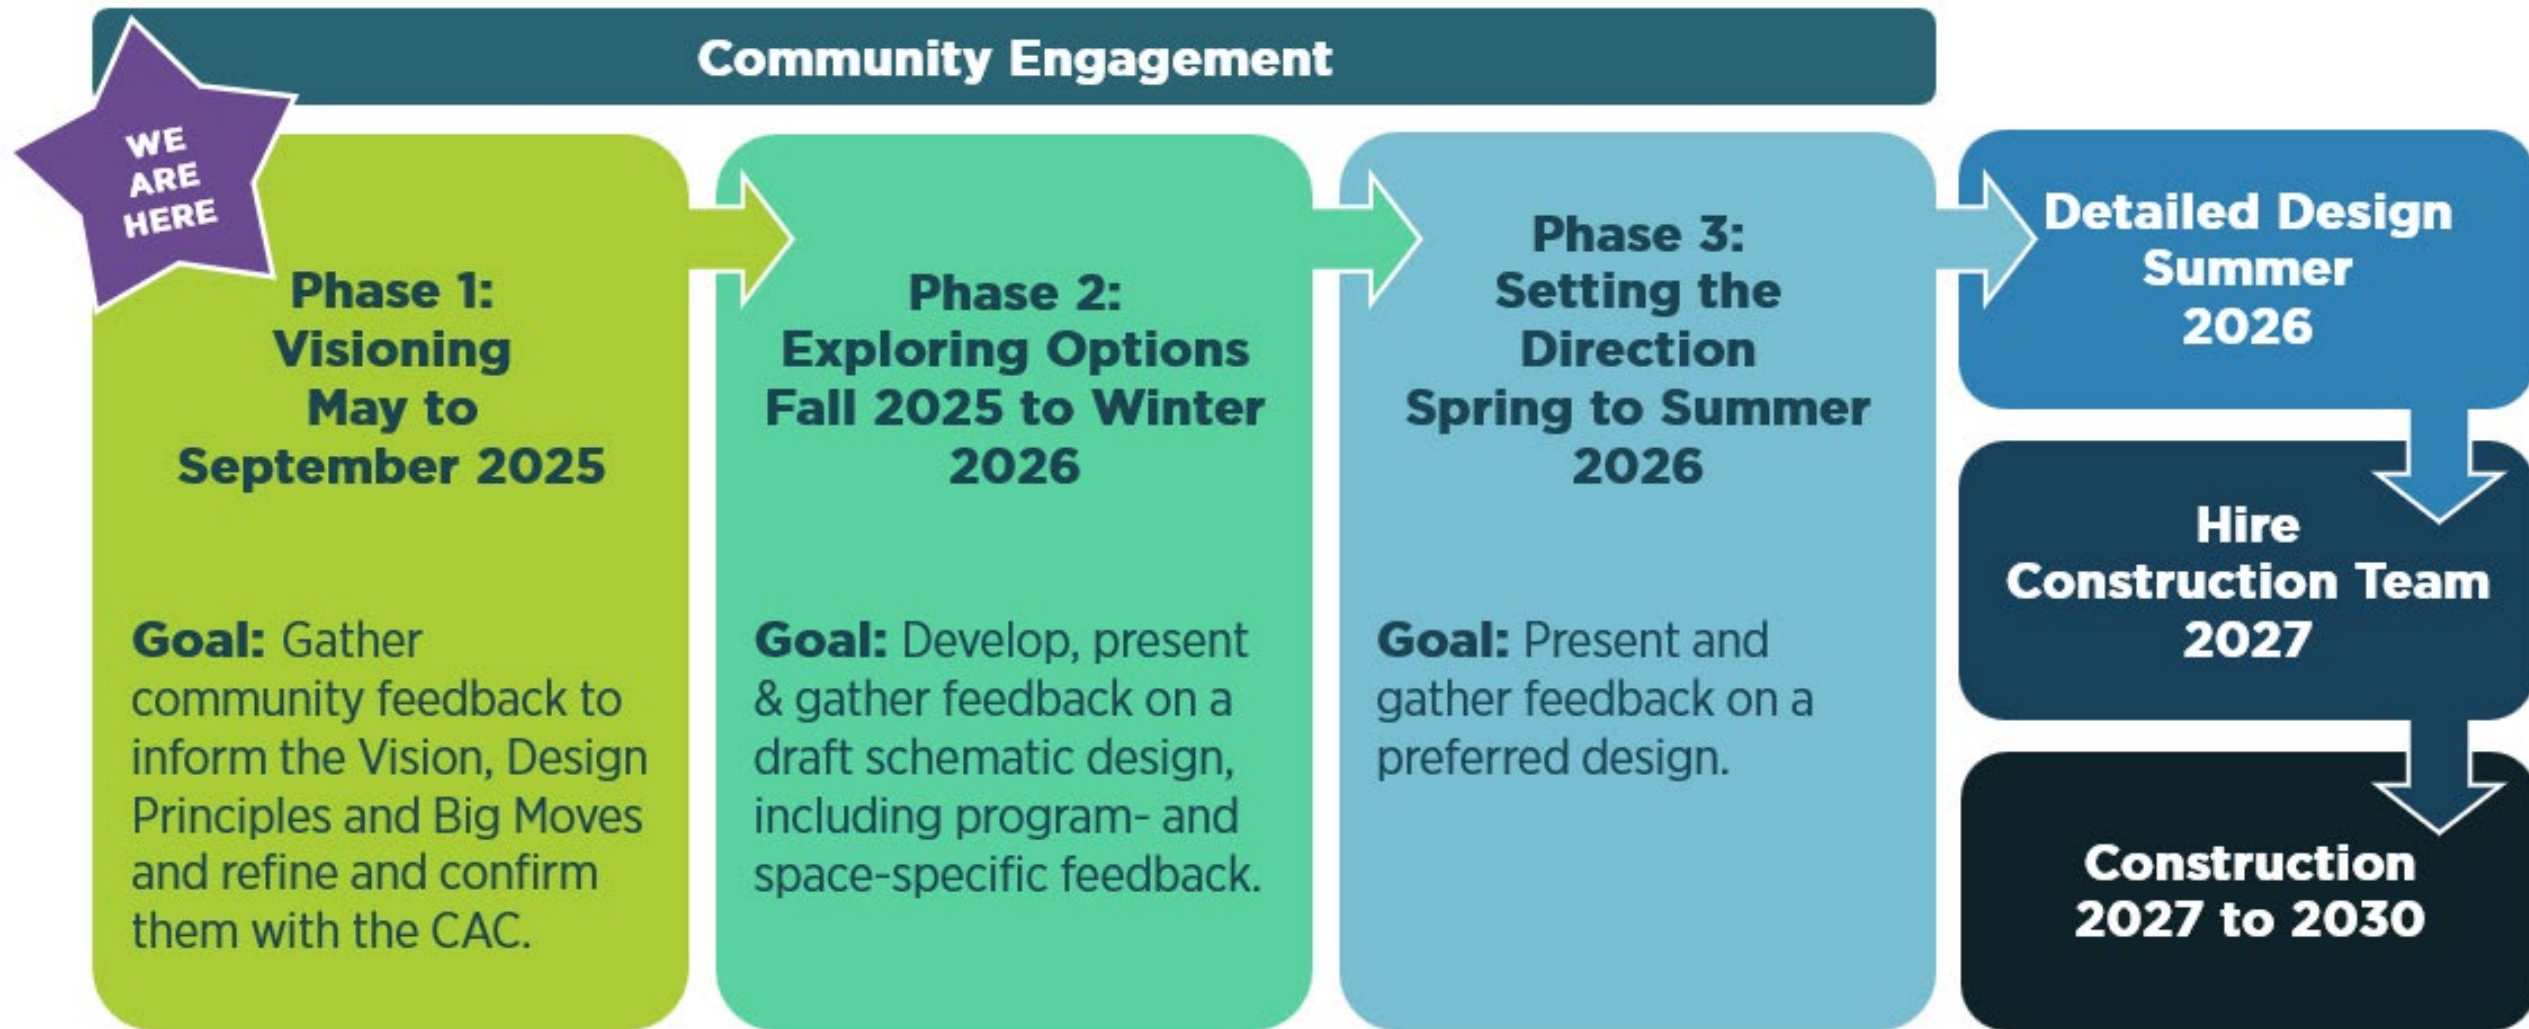 Community Engagement
WE
ARE
HERE
Phase 1:
Visioning
May to
September 2025
Goal: Gather
community feedback to
inform the Vision, Design
Principles and Big Moves
and refine and confirm
them with the CAC.
Phase 2:
Exploring Options
Fall 2025 to Winter
2026
Goal: Develop, present
& gather feedback on a
draft schematic design,
including program- and
space-specific feedback.
Phase 3:
Setting the
Direction
Spring to Summer
2026
Goal: Present and
gather feedback on a
preferred design.
Detailed Design
Summer
2026
Hire
Construction Team
2027
Construction
2027 to 2030